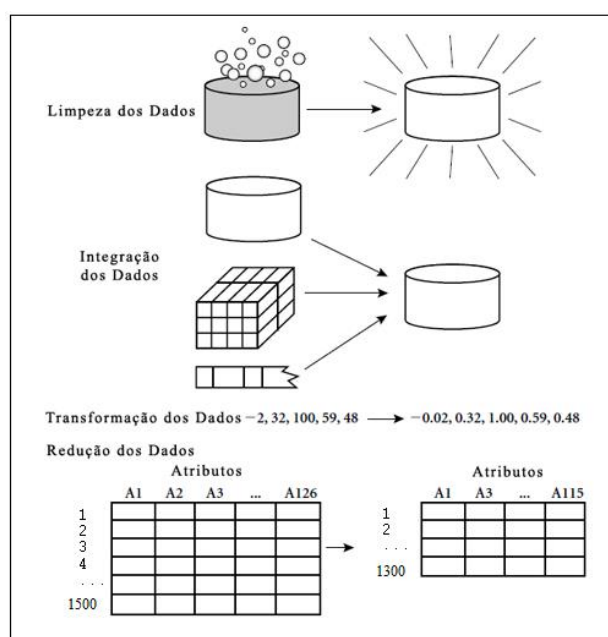 Limpeza dos Dados
Integração
dos Dados
Transformação dos Dados −2, 32, 100, 59, 48 −0.02, 0.32, 1.00, 0.59, 0.48
Redução dos Dados
Atributos
A1 A2 A3 ... A126
1
2
3
4
...
1500
Atributos
A1 A3 ... A115
1
2
...
1300